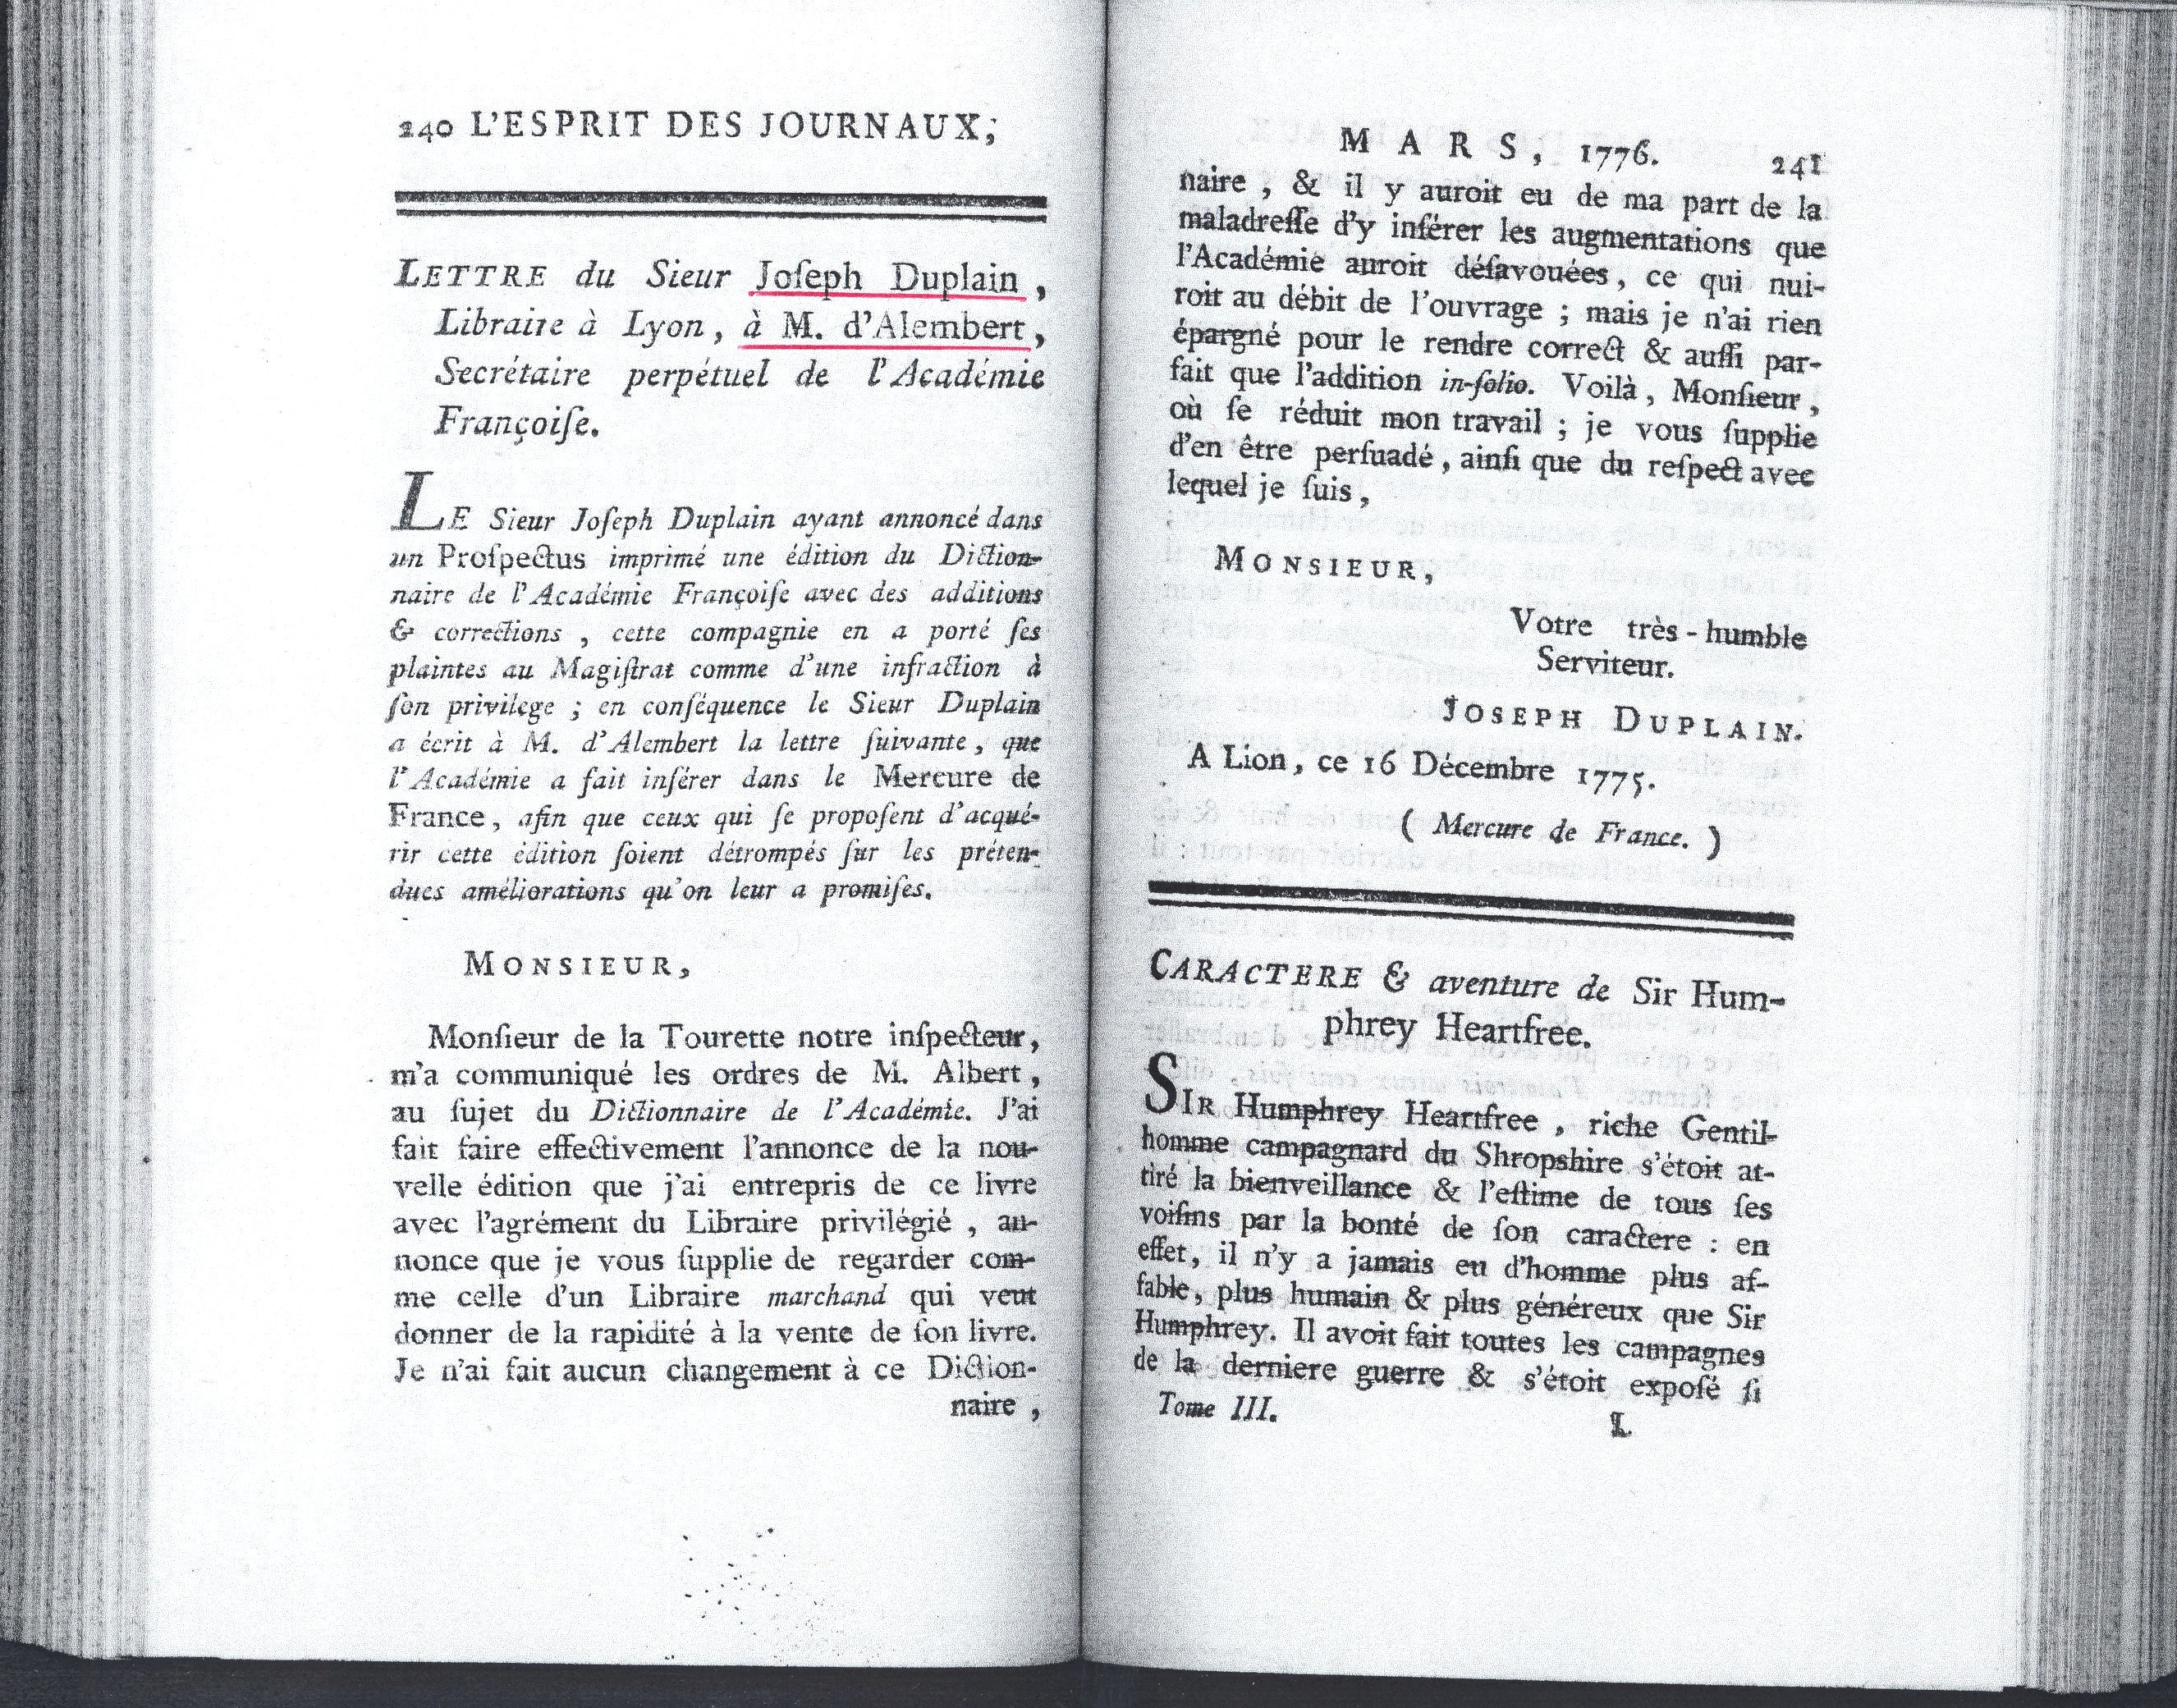 240 L'ESPRIT DES JOURNAUX,
LETTRE du Sieur Joſeph Duplain,
Libraire à Lyon, à M. d'Alembert,
Secrétaire perpétuel de l'Académie
Françoiſe.
LE Sieur Joſeph Duplain ayant annoncé dans
un Proſpectus imprimé une édition du Diction-
naire de l'Académie Françoiſe avec des additions
& corrections, cette compagnie en a porté ſes
plaintes au Magiſtrat comme d'une infraction à
ſon privilege ; en conſéquence le Sieur Duplain
a écrit à M. d'Alembert la lettre ſuivante, que
l'Académie a fait inſérer dans le Mercure de
France, afin que ceux qui ſe propoſent d'acqué-
rir cette édition ſoient détrompés ſur les préten-
dues améliorations qu'on leur a promiſes.
MONSIEUR,
Monſieur de la Tourette notre inſpecteur,
m'a communiqué les ordres de M. Albert,
au ſujet du Dictionnaire de l'Académie. J'ai
fait faire effectivement l'annonce de la nou-
velle édition que j'ai entrepris de ce livre
avec l'agrément du Libraire privilégié, an-
nonce que je vous ſupplie de regarder com-
me celle d'un Libraire marchand qui veut
donner de la rapidité à la vente de ſon livre.
Je n'ai fait aucun changement à ce Diction-
naire,
MARS, 1776. 241
naire, & il y auroit eu de ma part de la
maladreſſe d'y inſérer les augmentations que
l'Académie auroit déſavouées, ce qui nui-
roit au débit de l'ouvrage ; mais je n'ai rien
épargné pour le rendre correct & auſſi par-
fait que l'addition in-folio. Voilà, Monſieur,
où ſe réduit mon travail ; je vous ſupplie
d'en être perſuadé, ainſi que du reſpect avec
lequel je ſuis,
MONSIEUR,
Votre très-humble
Serviteur.
JOSEPH DUPLAIN.
A Lion, ce 16 Décembre 1775.
( Mercure de France. )
CARACTERE & aventure de Sir Hum-
phrey Heartfree.
SIR Humphrey Heartfree, riche Gentil-
homme campagnard du Shropshire s'étoit at-
tiré la bienveillance & l'eſtime de tous ſes
voiſins par la bonté de ſon caractere : en
effet, il n'y a jamais eu d'homme plus af-
fable, plus humain & plus généreux que Sir
Humphrey. Il avoit fait toutes les campagnes
de la derniere guerre & s'étoit expoſé ſi
Tome III. L